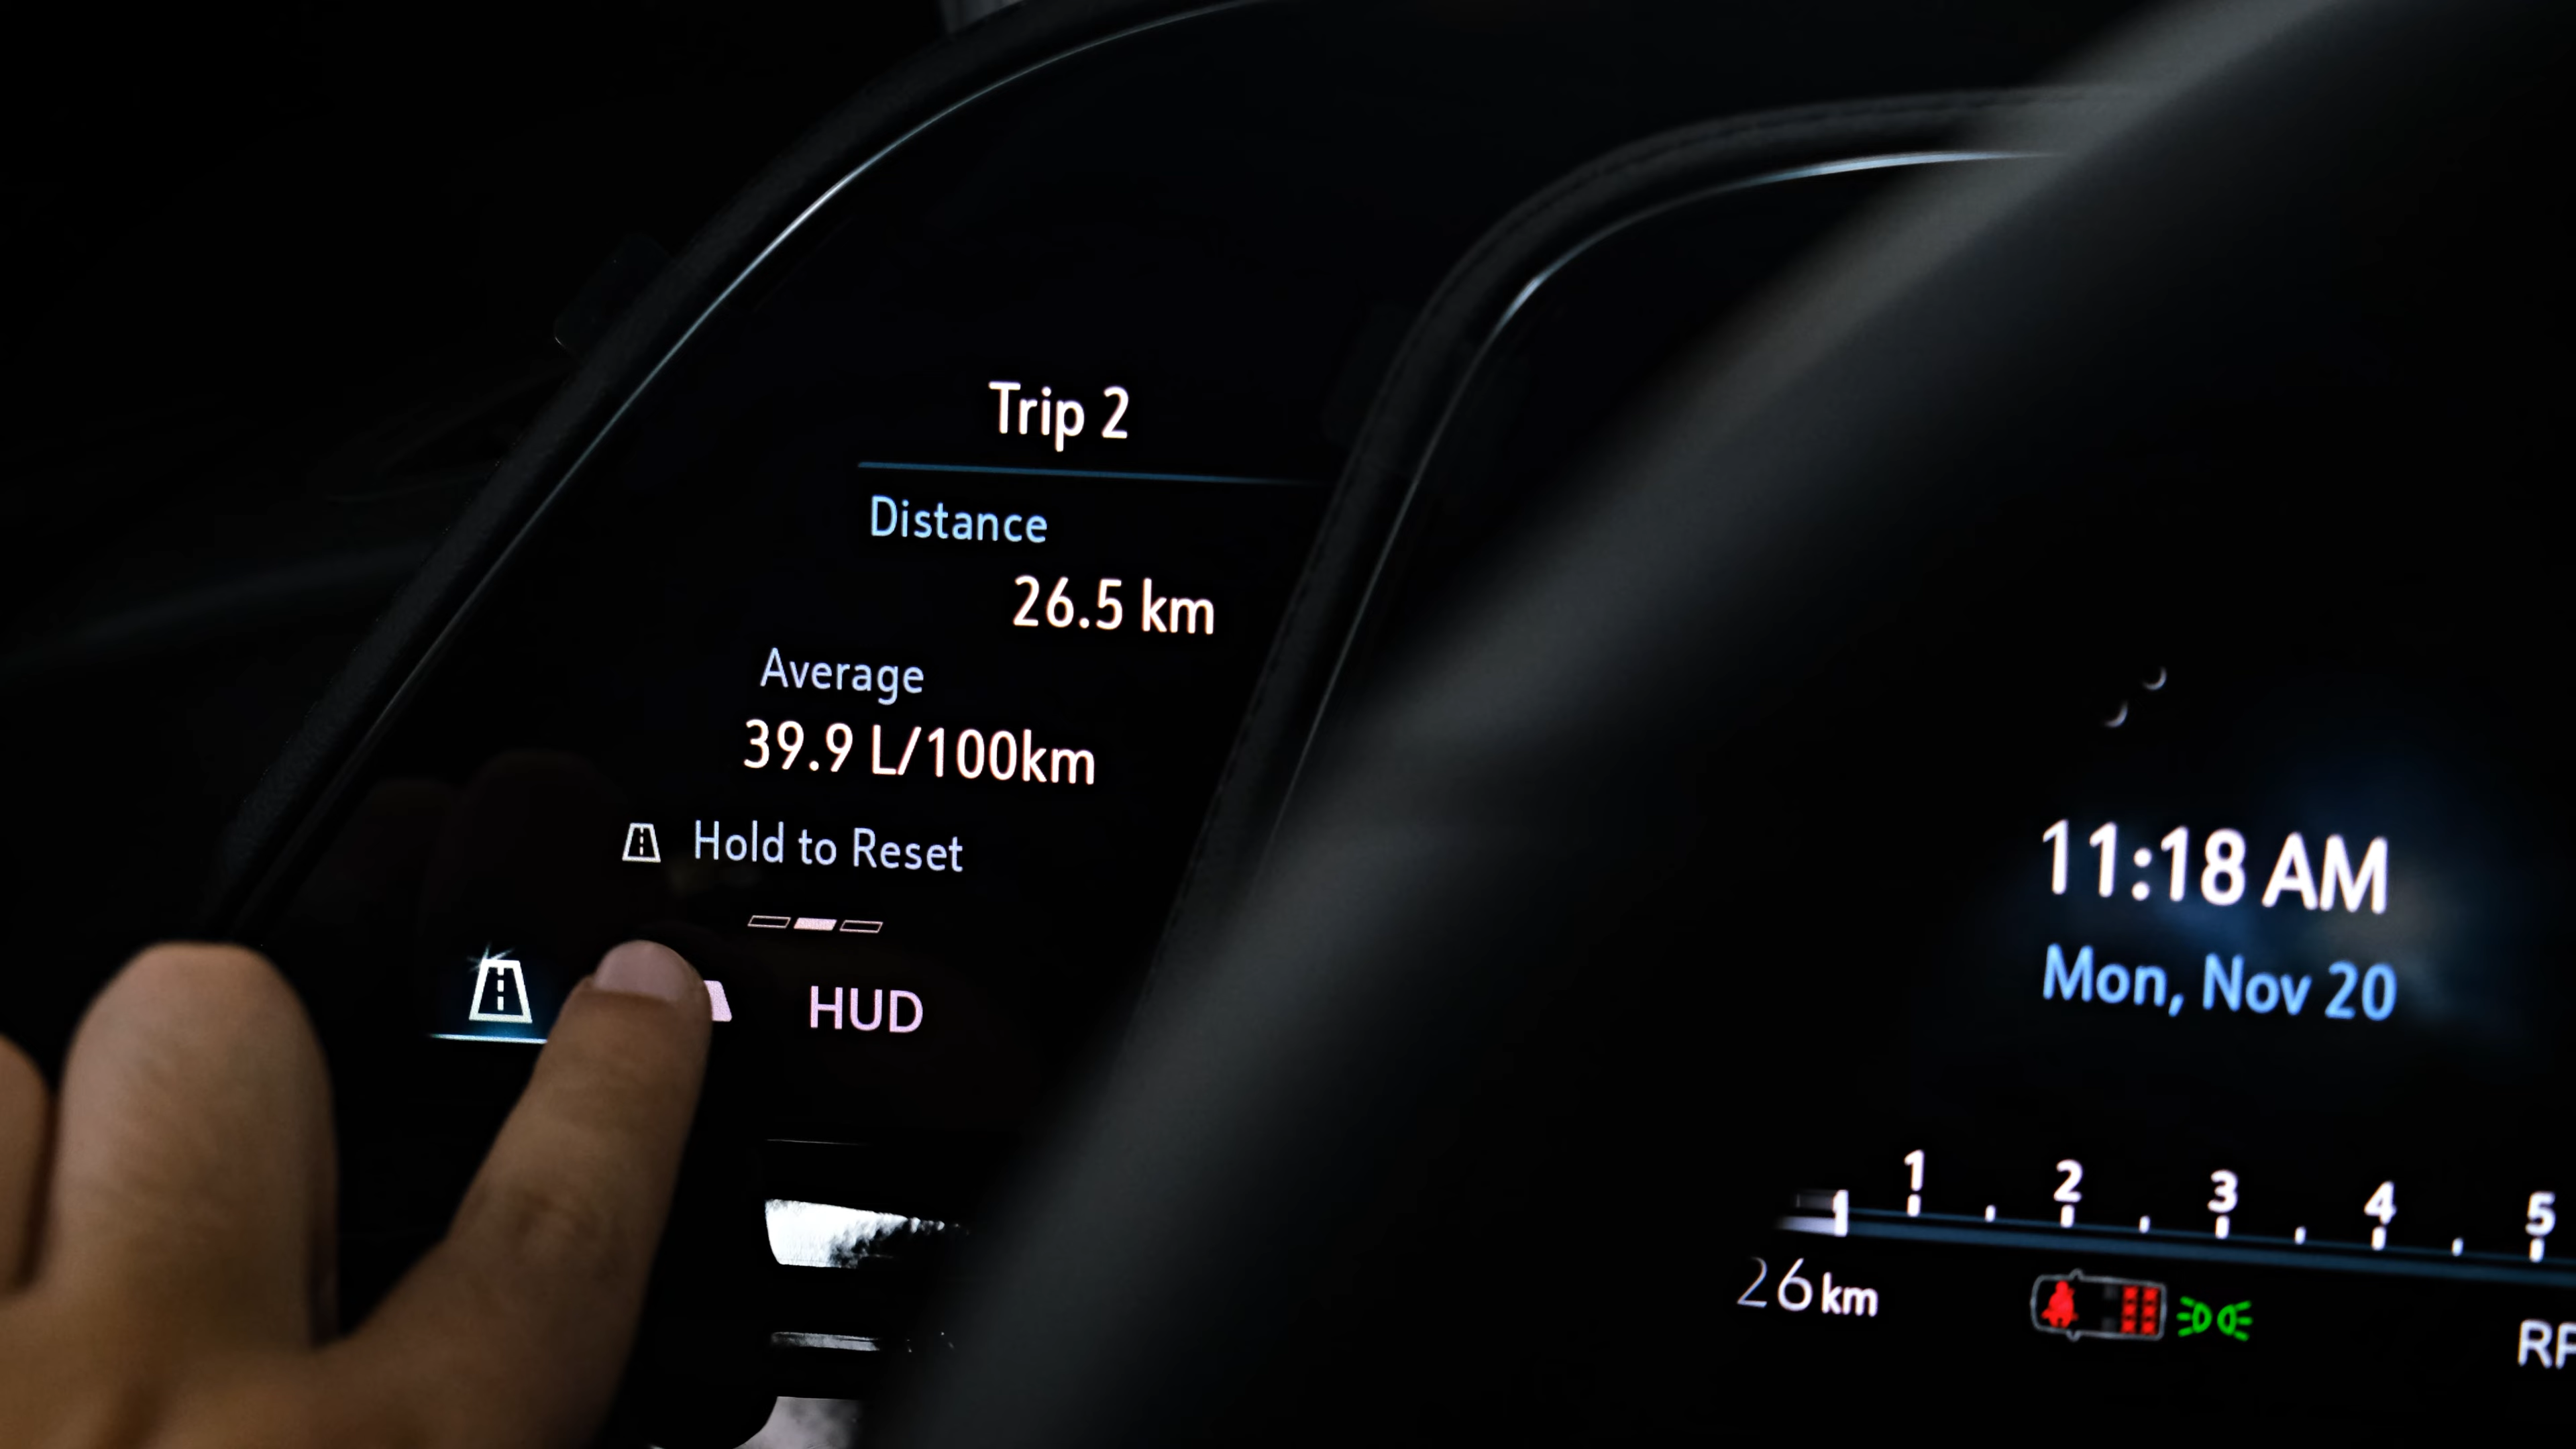 Trip 2
Distance
26.5 km
Average
39.9 L/100km
Hold to Reset
HUD
11:18 AM
Mon, Nov 20
1 2 3 4 5
26 km